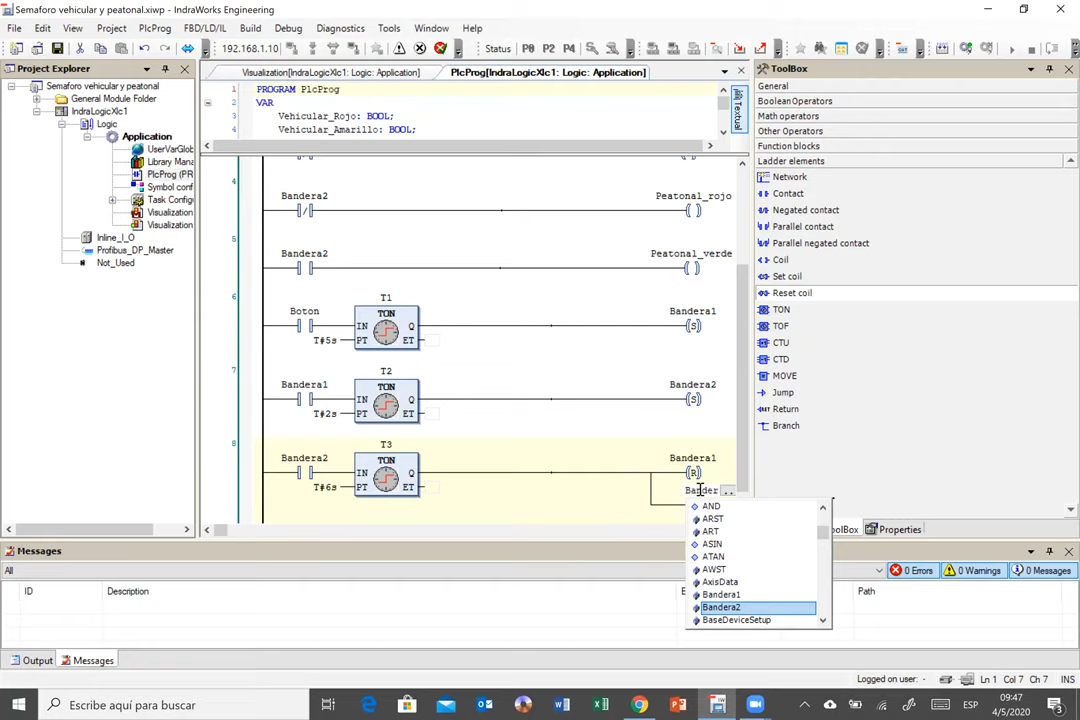 Semaforo vehicular y peatonal.xiwp - IndraWorks Engineering
File Edit View Project PlcProg FBD/LD/IL Build Debug Diagnostics Tools Window Help
192.168.1.10 Status P0 P2 P4
Project Explorer
Semaforo vehicular y peatonal
General Module Folder
IndraLogicXlc1
Logic
Application
UserVarGlob
Library Mana
PlcProg (PR
Symbol conf
Task Config
Visualization
Visualization
Inline_I_O
Profibus_DP_Master
Not_Used
Visualization[IndraLogicXlc1: Logic: Application]
PlcProg[IndraLogicXlc1: Logic: Application]
1 PROGRAM PlcProg
2 VAR
3 Vehicular_Rojo: BOOL;
4 Vehicular_Amarillo: BOOL;
Textual
4
Bandera2 Peatonal_rojo
5
Bandera2 Peatonal_verde
6
T1
Boton TON Bandera1
IN Q S
T#5s PT ET
7
T2
Bandera1 TON Bandera2
IN Q S
T#2s PT ET
8
T3
Bandera2 TON Bandera1
IN Q R
T#6s PT ET
Bander ..
AND
ARST
ART
ASIN
ATAN
AWST
AxisData
Bandera1
Bandera2
BaseDeviceSetup
ToolBox
General
Boolean Operators
Math operators
Other Operators
Function blocks
Ladder elements
Network
Contact
Negated contact
Parallel contact
Parallel negated contact
Coil
Set coil
Reset coil
TON
TOF
CTU
CTD
MOVE
Jump
Return
Branch
olBox Properties
Messages
All 0 Errors 0 Warnings 0 Messages
ID Description Path
Output Messages
Logged on user: - Ln 1 Col 7 Ch 7 INS
Escribe aquí para buscar
ESP
09:47
4/5/2020
3